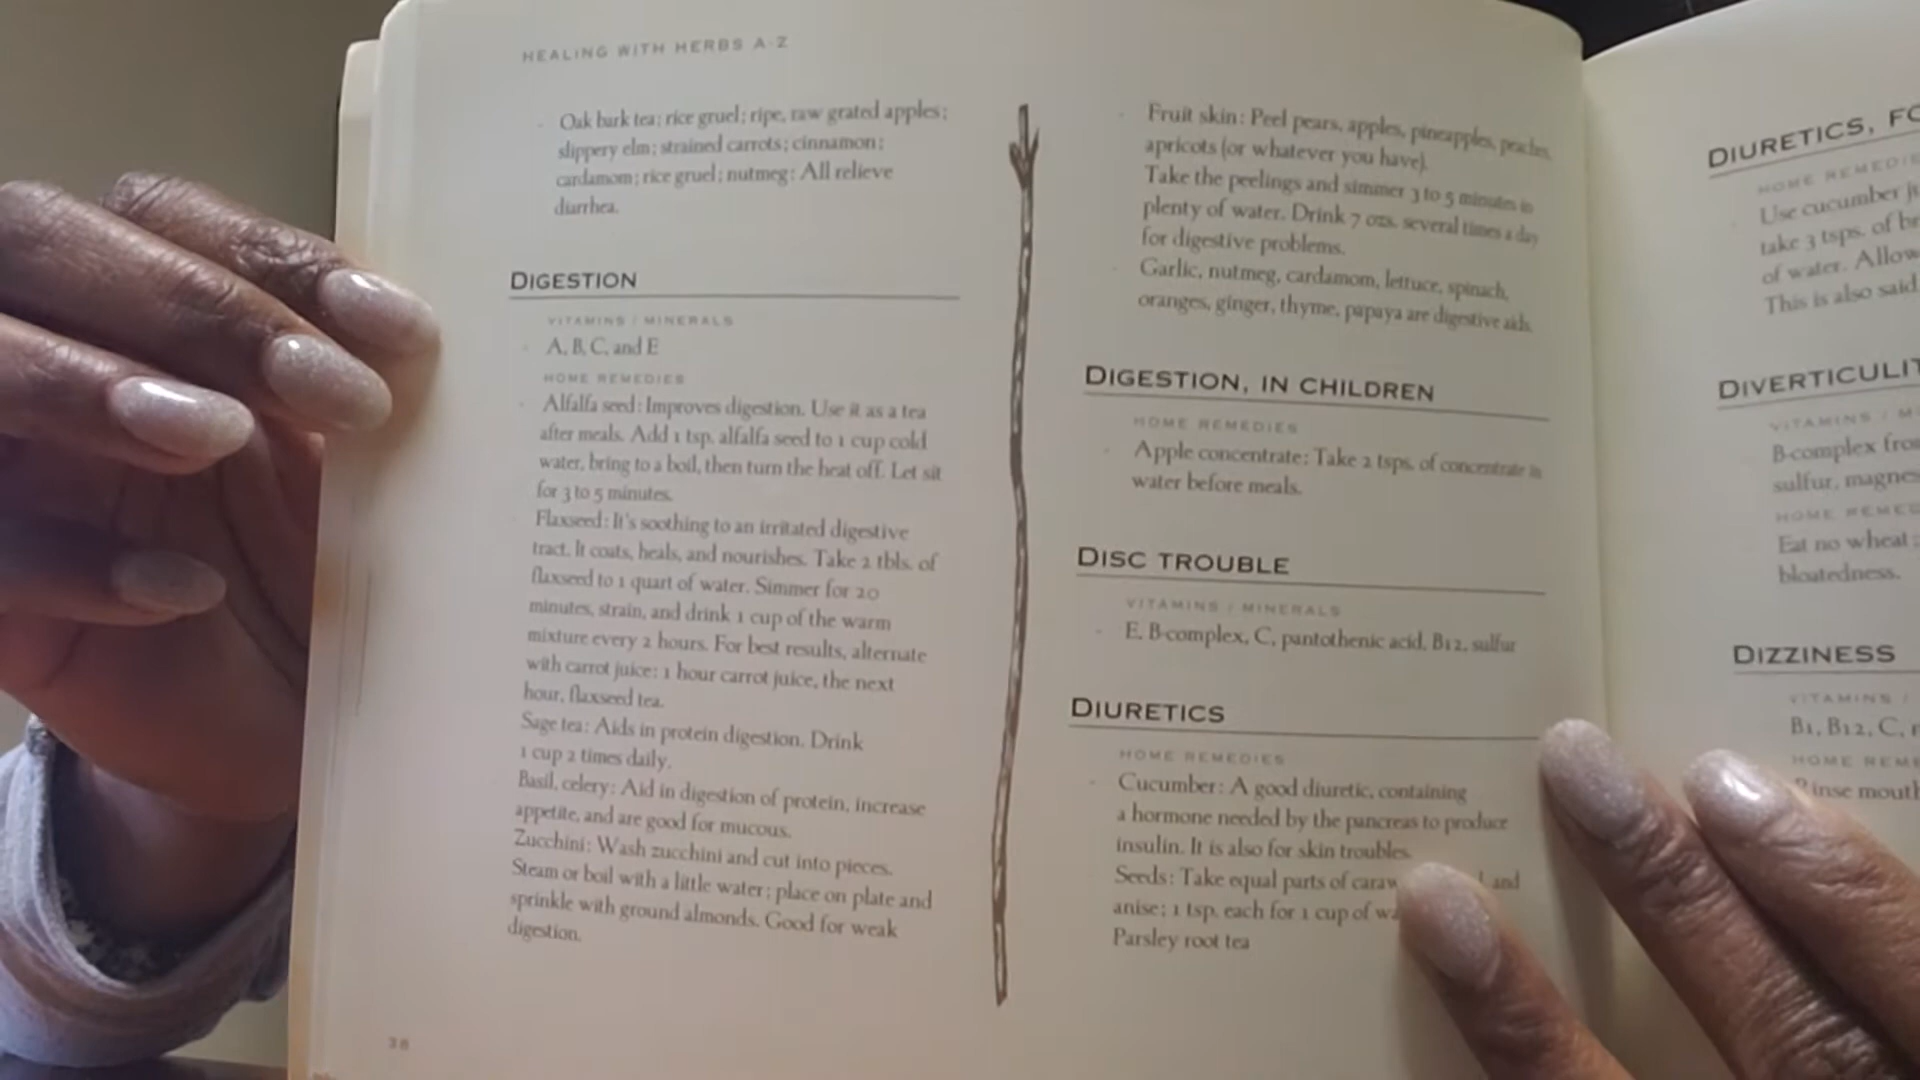 HEALING WITH HERBS A-Z
Oak bark tea; rice gruel; ripe, raw grated apples;
slippery elm; strained carrots; cinnamon;
cardamom; rice gruel; nutmeg: All relieve
diarrhea.
DIGESTION
VITAMINS / MINERALS
A, B, C, and E
HOME REMEDIES
Alfalfa seed: Improves digestion. Use it as a tea
after meals. Add 1 tsp. alfalfa seed to 1 cup cold
water, bring to a boil, then turn the heat off. Let sit
for 3 to 5 minutes.
Flaxseed: It's soothing to an irritated digestive
tract. It coats, heals, and nourishes. Take 2 tbls. of
flaxseed to 1 quart of water. Simmer for 20
minutes, strain, and drink 1 cup of the warm
mixture every 2 hours. For best results, alternate
with carrot juice: 1 hour carrot juice, the next
hour, flaxseed tea.
Sage tea: Aids in protein digestion. Drink
1 cup 2 times daily.
Basil, celery: Aid in digestion of protein, increase
appetite, and are good for mucous.
Zucchini: Wash zucchini and cut into pieces.
Steam or boil with a little water; place on plate and
sprinkle with ground almonds. Good for weak
digestion.
38
Fruit skin: Peel pears, apples, pineapples, peaches,
apricots (or whatever you have).
Take the peelings and simmer 3 to 5 minutes in
plenty of water. Drink 7 ozs. several times a day
for digestive problems.
Garlic, nutmeg, cardamom, lettuce, spinach,
oranges, ginger, thyme, papaya are digestive aids.
DIGESTION, IN CHILDREN
HOME REMEDIES
Apple concentrate: Take 2 tsps. of concentrate in
water before meals.
DISC TROUBLE
VITAMINS / MINERALS
E, B-complex, C, pantothenic acid, B12, sulfur
DIURETICS
HOME REMEDIES
Cucumber: A good diuretic, containing
a hormone needed by the pancreas to produce
insulin. It is also for skin troubles.
Seeds: Take equal parts of and
anise; 1 tsp. each for 1 cup of
Parsley root tea
DIURETICS,
HOME
Use cucumber
take 3 tsps. of
of water. Allow
This is also said
VITAMINS /
B-complex
sulfur,
HOME
Eat no wheat
bloatedness.
DIZZINESS
VITAMINS /
B1, B12, C,
HOME
mouth